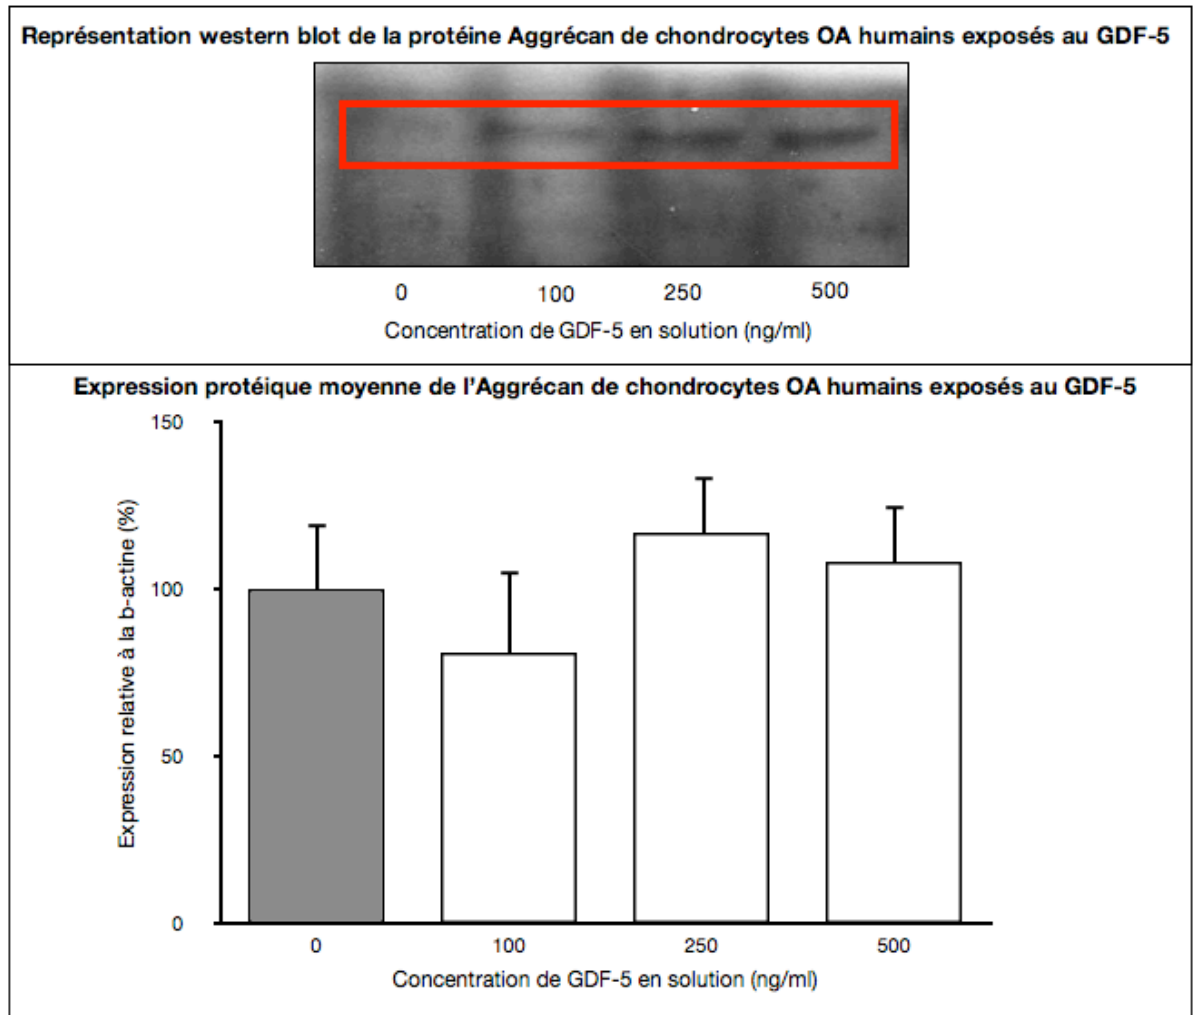 Représentation western blot de la protéine Aggrécan de chondrocytes OA humains exposés au GDF-5
0 100 250 500
Concentration de GDF-5 en solution (ng/ml)
Expression protéique moyenne de l'Aggrécan de chondrocytes OA humains exposés au GDF-5
Expression relative à la b-actine (%)
150
100
50
0
0 100 250 500
Concentration de GDF-5 en solution (ng/ml)